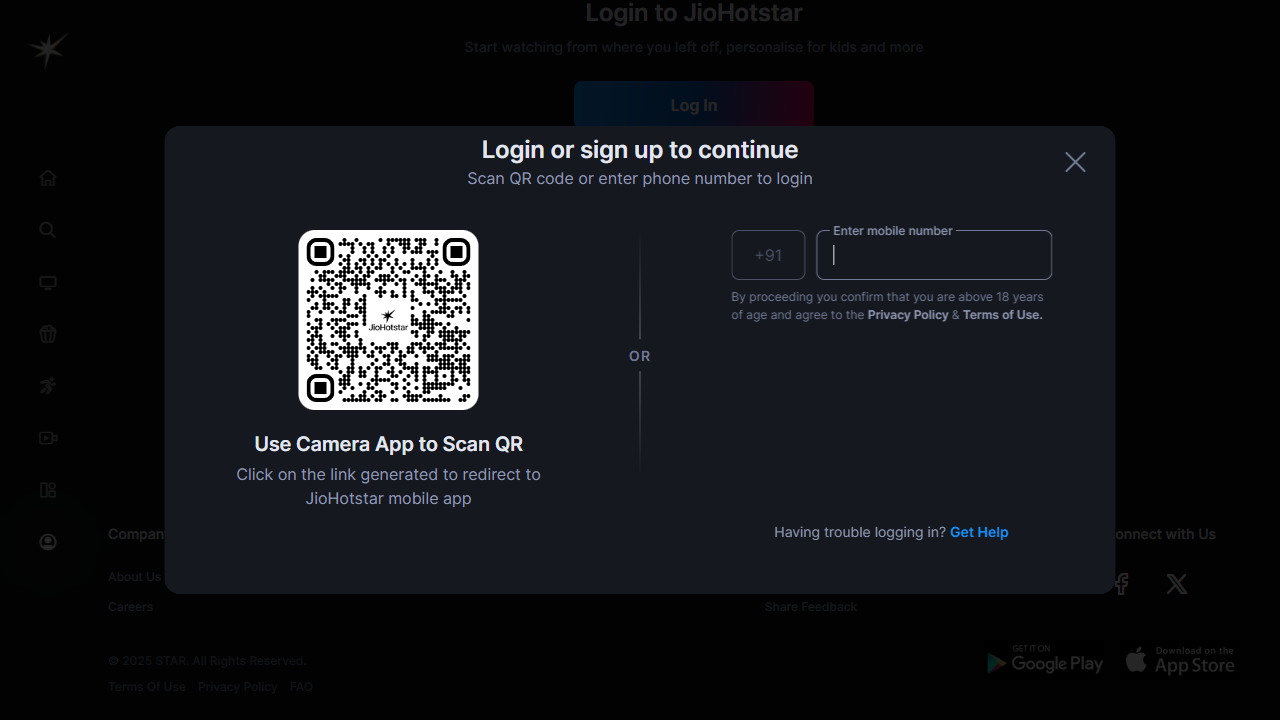 Login to JioHotstar
Start watching from where you left off, personalise for kids and more
Log In
Login or sign up to continue
Scan QR code or enter phone number to login
JioHotstar
Use Camera App to Scan QR
Click on the link generated to redirect to
JioHotstar mobile app
OR
Enter mobile number
+91
By proceeding you confirm that you are above 18 years
of age and agree to the Privacy Policy & Terms of Use.
Having trouble logging in? Get Help
Compan
About Us
Careers
Share Feedback
onnect with Us
© 2025 STAR. All Rights Reserved.
Terms Of Use Privacy Policy FAQ
GET IT ON
Google Play
Download on the
App Store